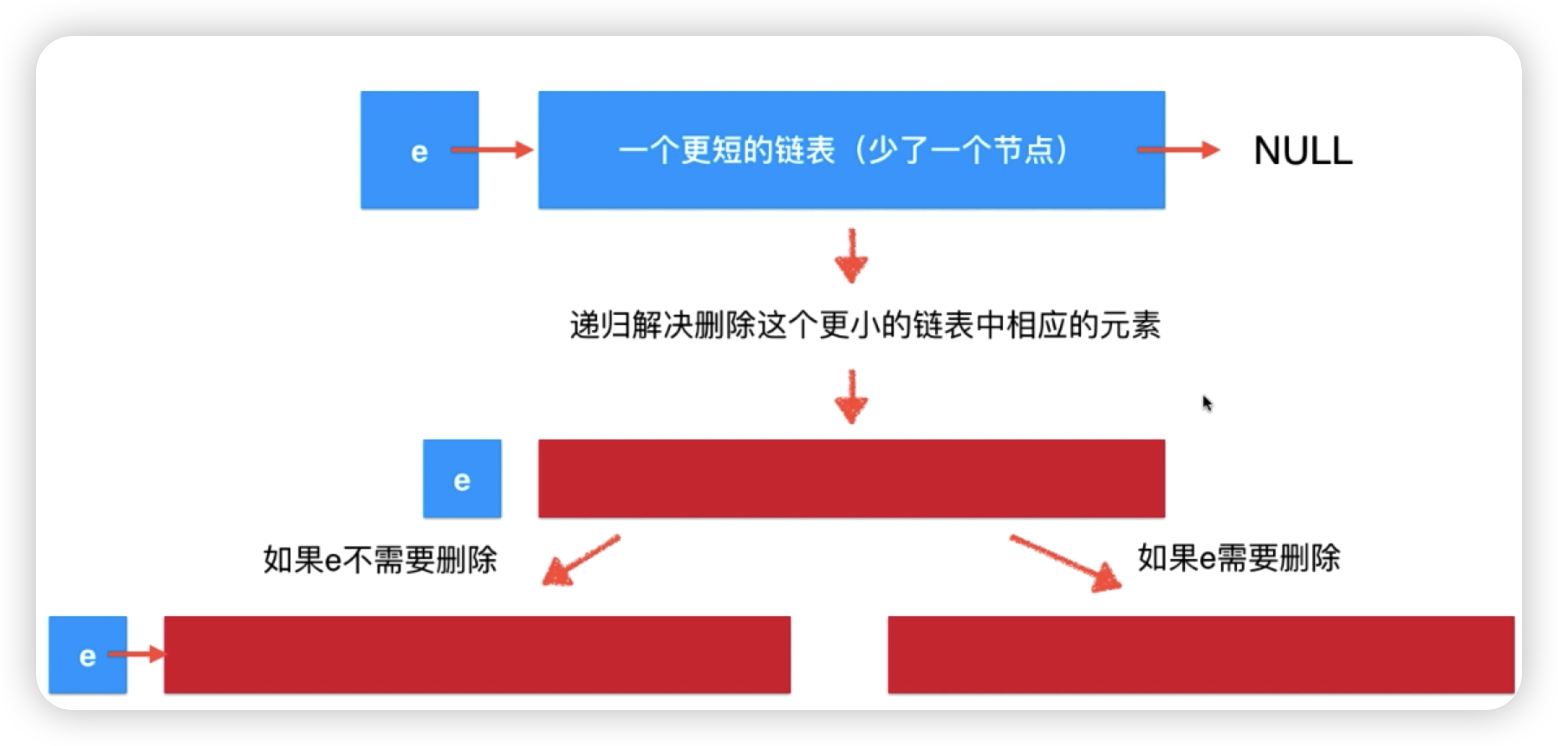 e
一个更短的链表（少了一个节点）
NULL
递归解决删除这个更小的链表中相应的元素
e
如果e不需要删除
如果e需要删除
e